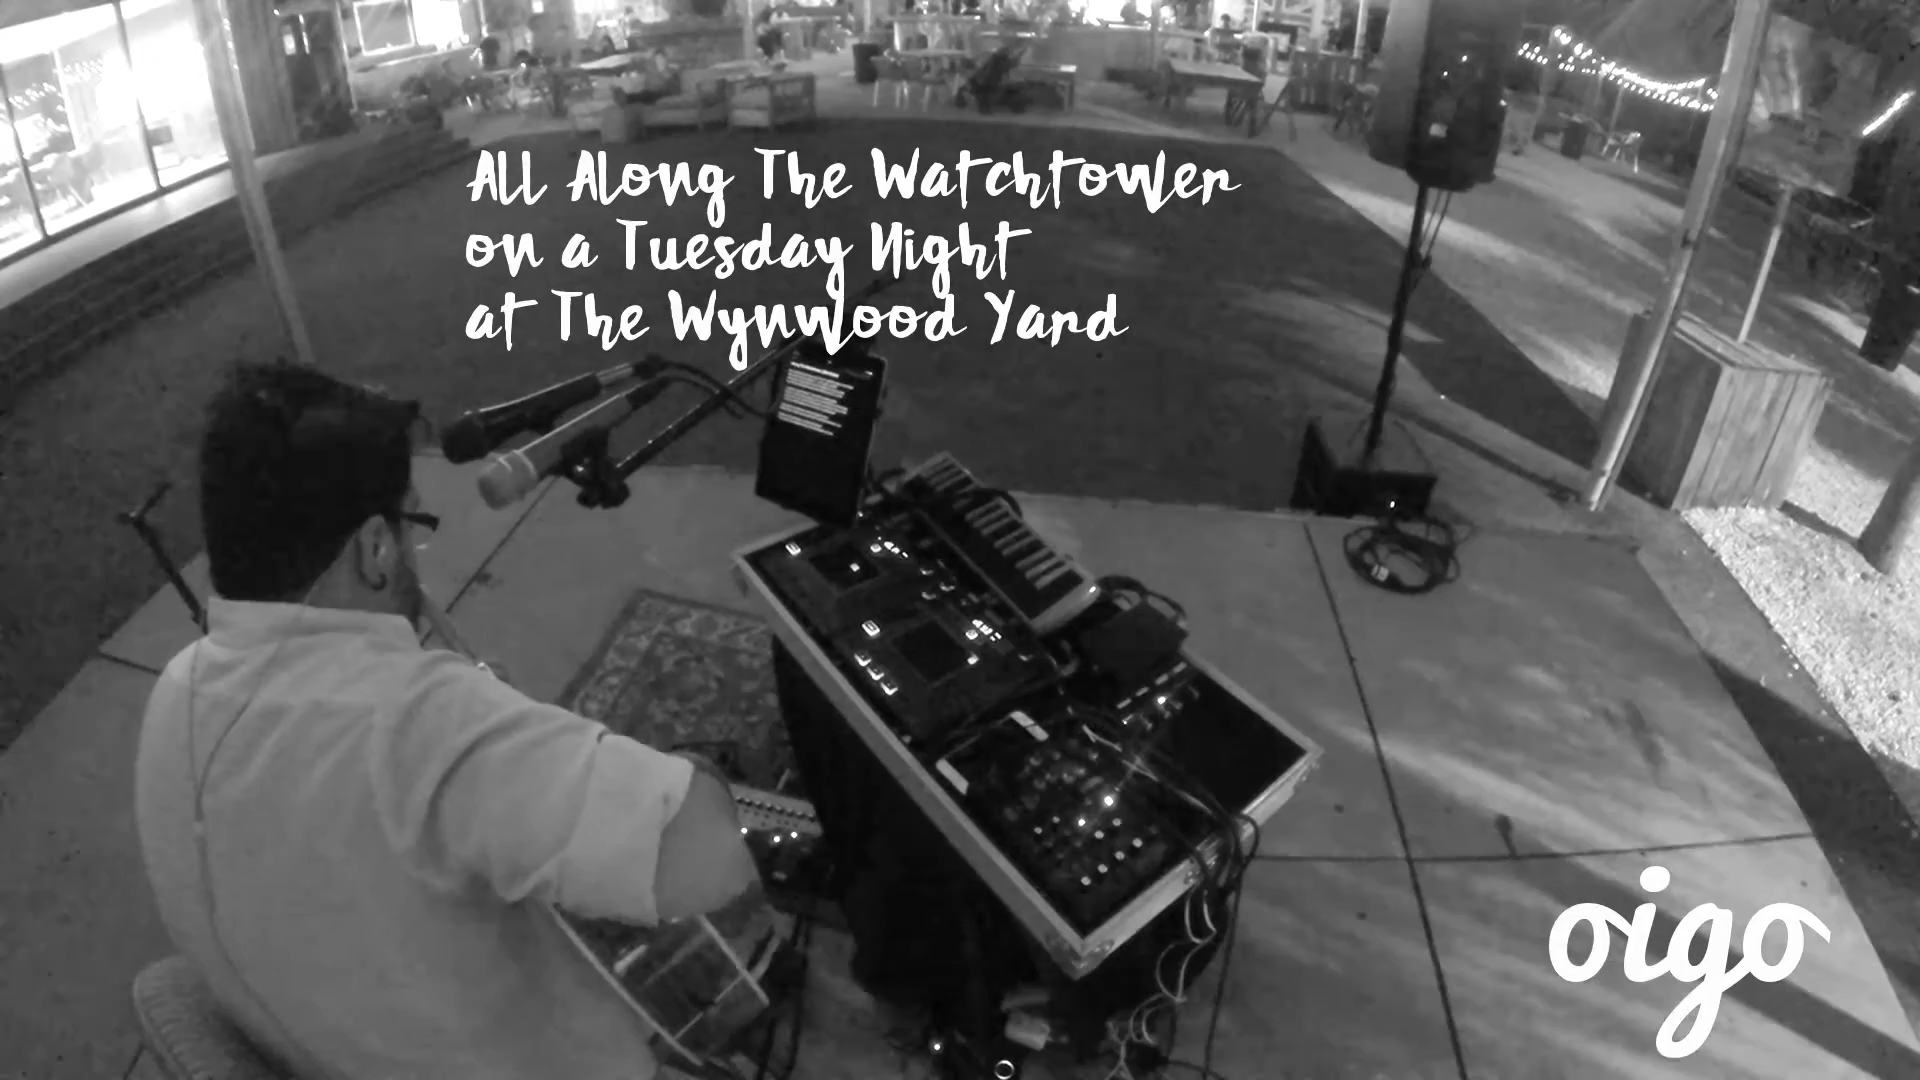 All Along The Watchtower
on a Tuesday Night
at The Wynwood Yard
oigo